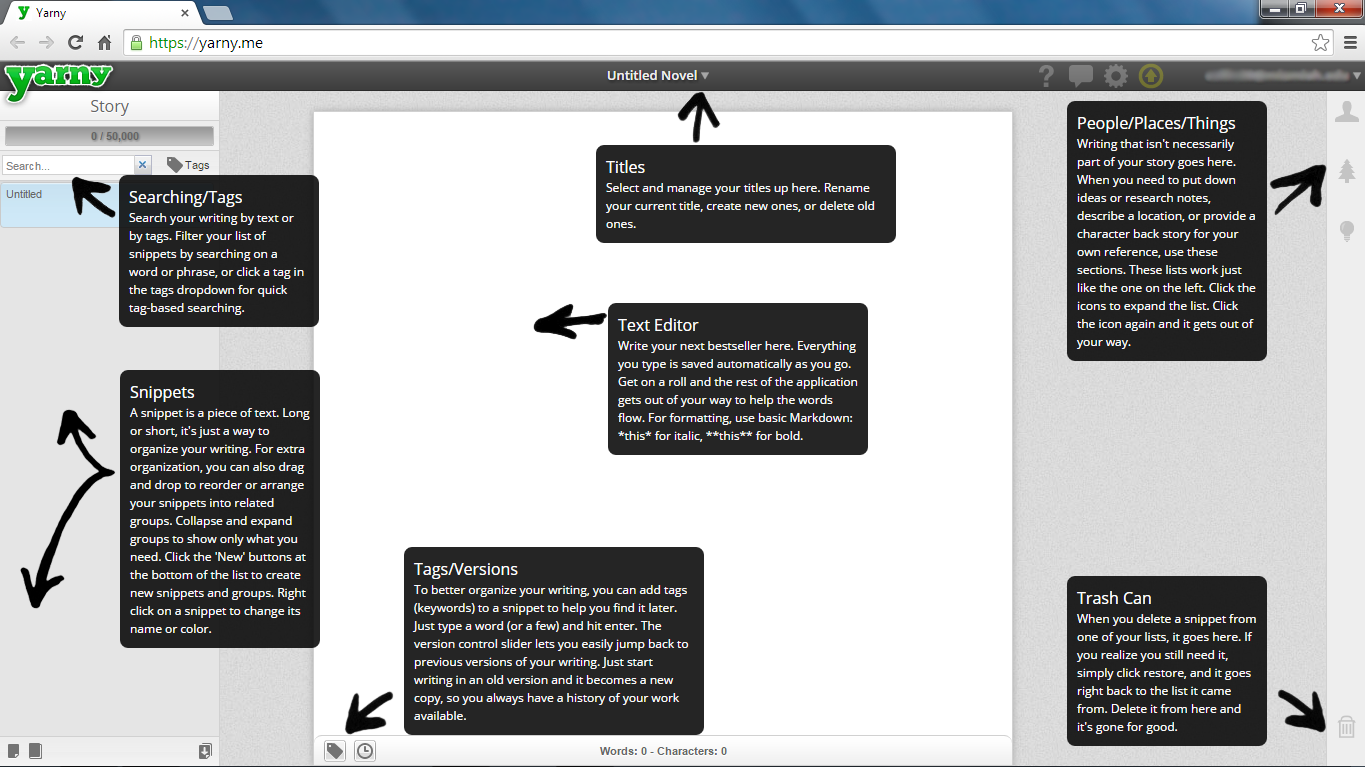 Yarny
https://yarny.me
yarny
Untitled Novel
Story
0 / 50,000
Search...
Tags
Untitled
Searching/Tags
Search your writing by text or
by tags. Filter your list of
snippets by searching on a
word or phrase, or click a tag in
the tags dropdown for quick
tag-based searching.
Snippets
A snippet is a piece of text. Long
or short, it's just a way to
organize your writing. For extra
organization, you can also drag
and drop to reorder or arrange
your snippets into related
groups. Collapse and expand
groups to show only what you
need. Click the 'New' buttons at
the bottom of the list to create
new snippets and groups. Right
click on a snippet to change its
name or color.
Titles
Select and manage your titles up here. Rename
your current title, create new ones, or delete old
ones.
Text Editor
Write your next bestseller here. Everything
you type is saved automatically as you go.
Get on a roll and the rest of the application
gets out of your way to help the words
flow. For formatting, use basic Markdown:
*this* for italic, **this** for bold.
Tags/Versions
To better organize your writing, you can add tags
(keywords) to a snippet to help you find it later.
Just type a word (or a few) and hit enter. The
version control slider lets you easily jump back to
previous versions of your writing. Just start
writing in an old version and it becomes a new
copy, so you always have a history of your work
available.
Words: 0 - Characters: 0
People/Places/Things
Writing that isn't necessarily
part of your story goes here.
When you need to put down
ideas or research notes,
describe a location, or provide a
character back story for your
own reference, use these
sections. These lists work just
like the one on the left. Click the
icons to expand the list. Click
the icon again and it gets out of
your way.
Trash Can
When you delete a snippet from
one of your lists, it goes here. If
you realize you still need it,
simply click restore, and it goes
right back to the list it came
from. Delete it from here and
it's gone for good.